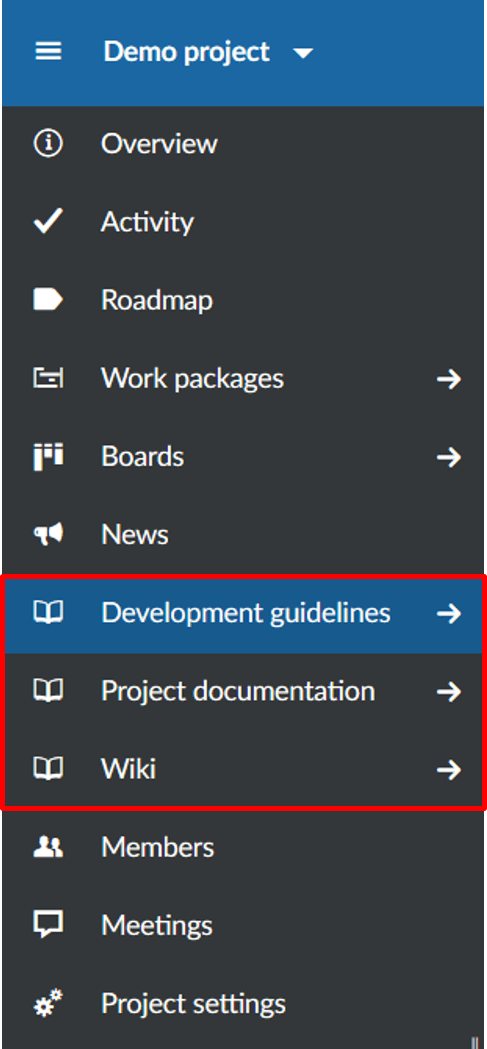 Demo project
Overview
Activity
Roadmap
Work packages
Boards
News
Development guidelines
Project documentation
Wiki
Members
Meetings
Project settings